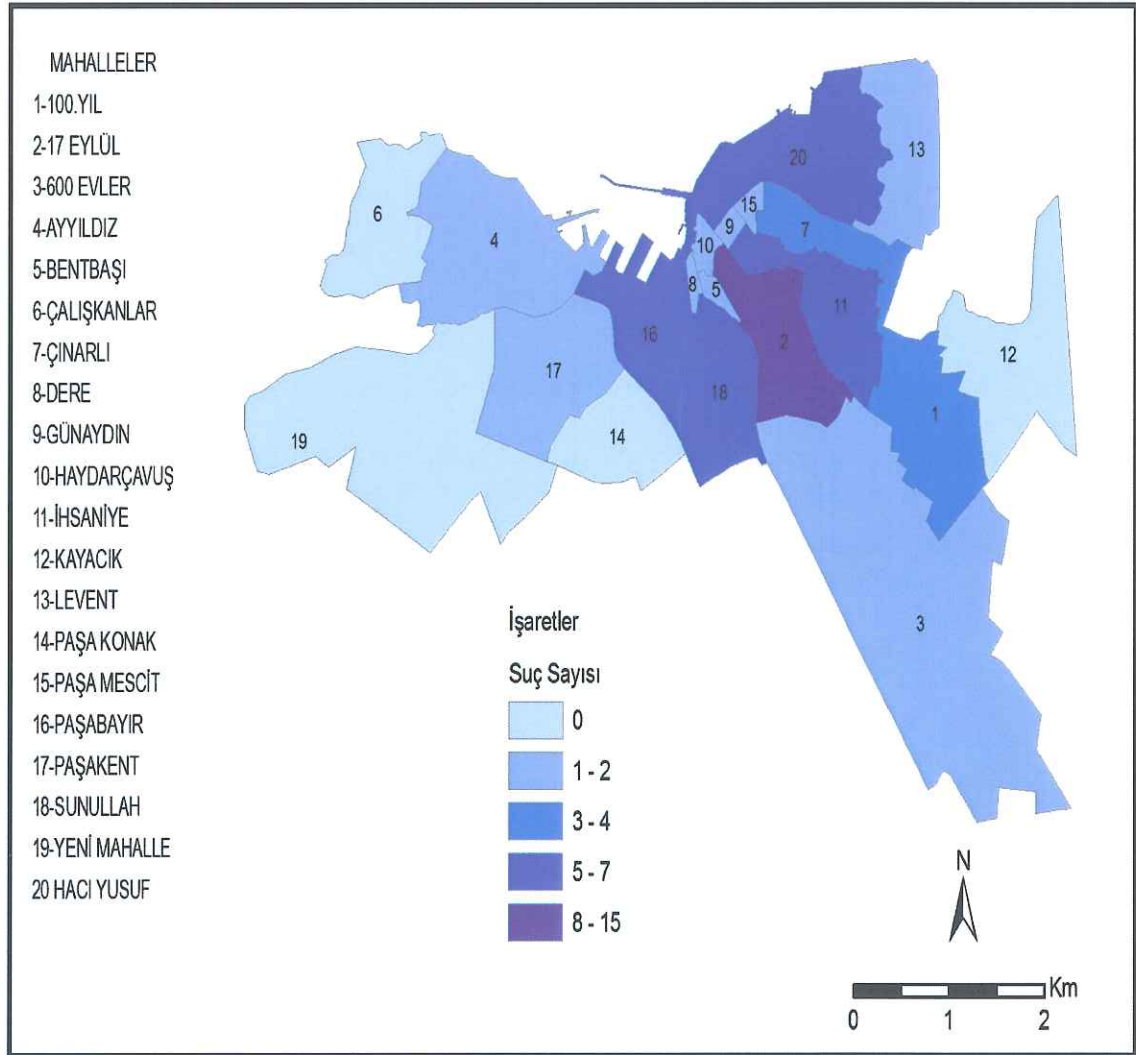 MAHALLELER
1-100.YIL
2-17 EYLÜL
3-600 EVLER
4-AYYILDIZ
5-BENTBAŞI
6-ÇALIŞKANLAR
7-ÇINARLI
8-DERE
9-GÜNAYDIN
10-HAYDARÇAVUŞ
11-İHSANİYE
12-KAYACIK
13-LEVENT
14-PAŞA KONAK
15-PAŞA MESCİT
16-PAŞABAYIR
17-PAŞAKENT
18-SUNULLAH
19-YENİ MAHALLE
20 HACI YUSUF
13
20
15
6
7
4
9
10
8
5
11
16
2
12
17
18
1
14
19
3
İşaretler
Suç Sayısı
0
1 - 2
3 - 4
5 - 7
8 - 15
N
Km
0 1 2